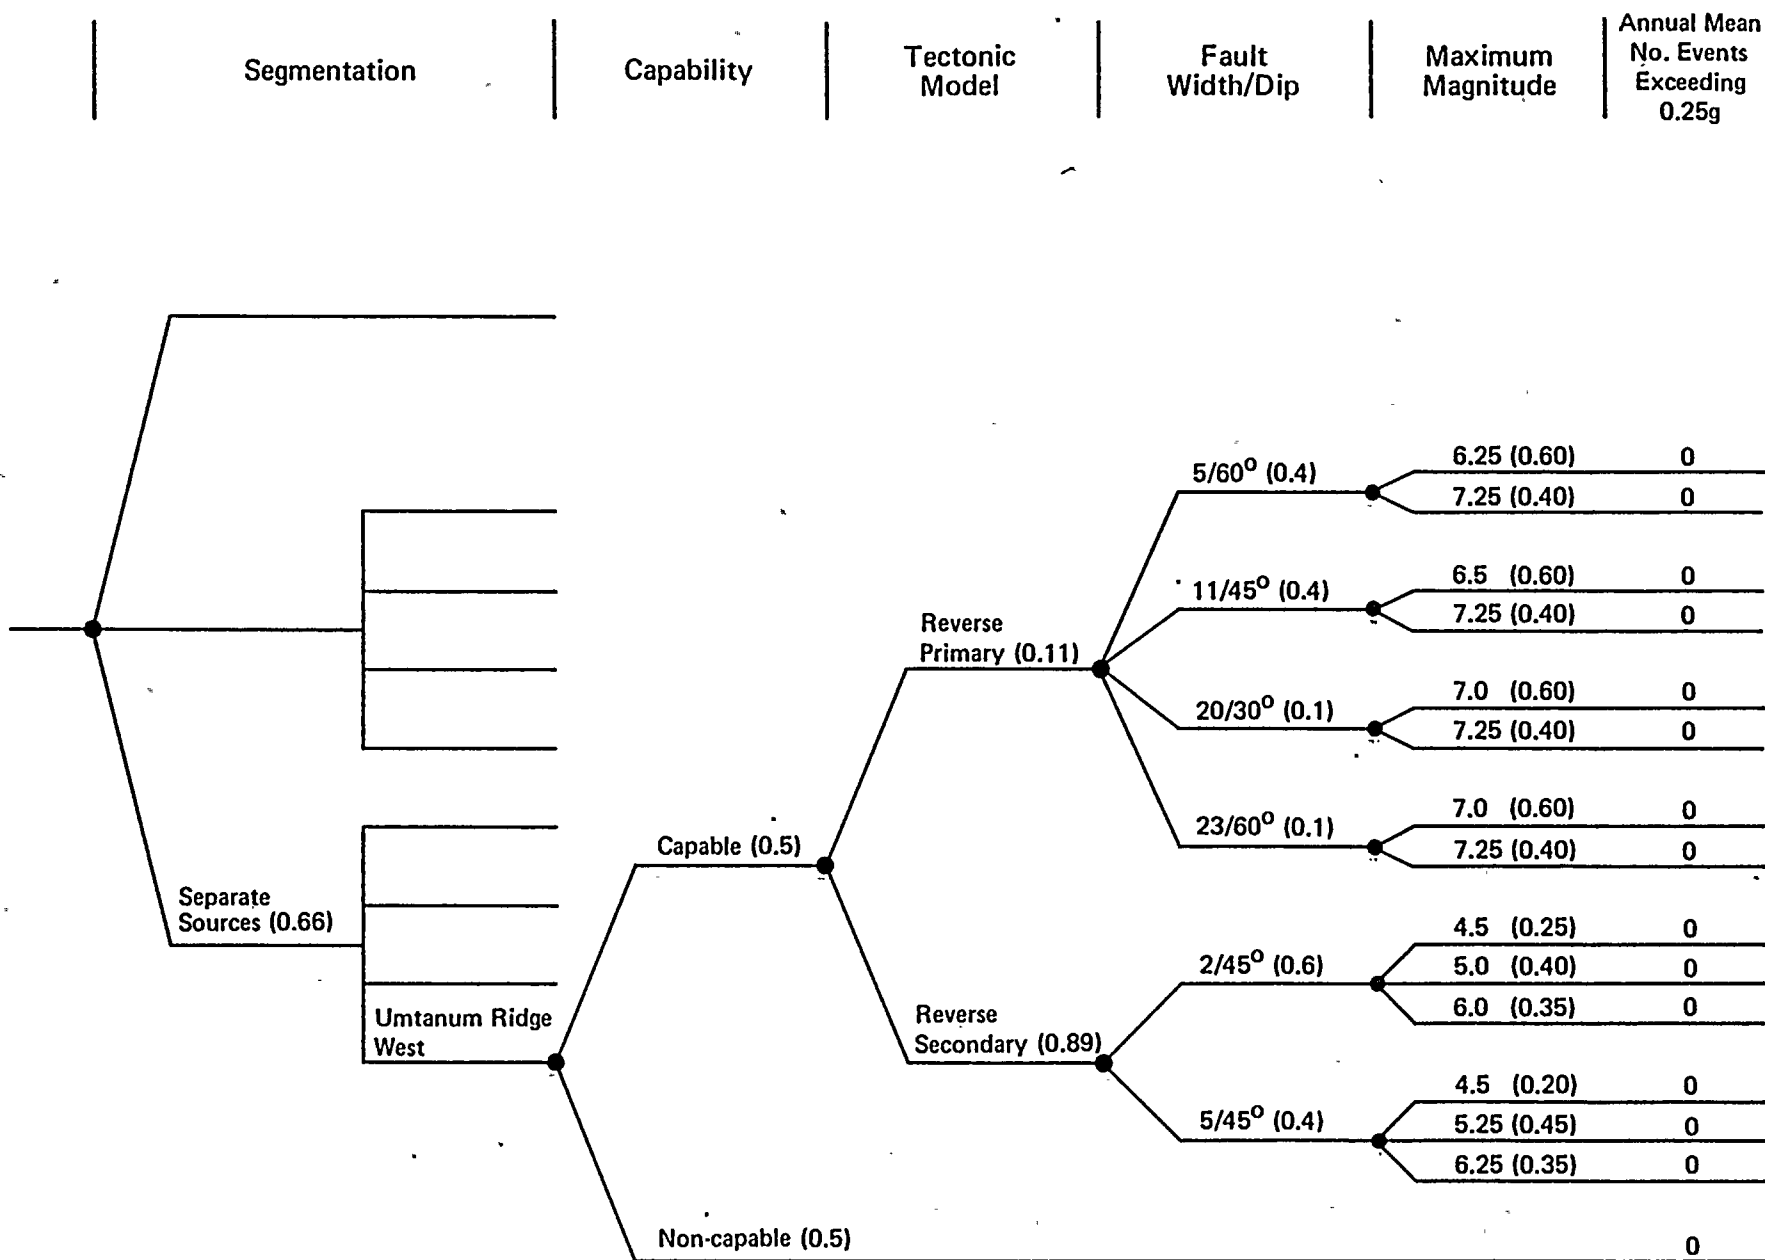 Segmentation
Capability
Tectonic
Model
Fault
Width/Dip
Maximum
Magnitude
Annual Mean
No. Events
Exceeding
0.25g
Separate
Sources (0.66)
Umtanum Ridge
West
Capable (0.5)
Non-capable (0.5)
0
Reverse
Primary (0.11)
Reverse
Secondary (0.89)
5/60° (0.4)
6.25 (0.60) 0
7.25 (0.40) 0
11/45° (0.4)
6.5 (0.60) 0
7.25 (0.40) 0
20/30° (0.1)
7.0 (0.60) 0
7.25 (0.40) 0
23/60° (0.1)
7.0 (0.60) 0
7.25 (0.40) 0
2/45° (0.6)
4.5 (0.25) 0
5.0 (0.40) 0
6.0 (0.35) 0
5/45° (0.4)
4.5 (0.20) 0
5.25 (0.45) 0
6.25 (0.35) 0